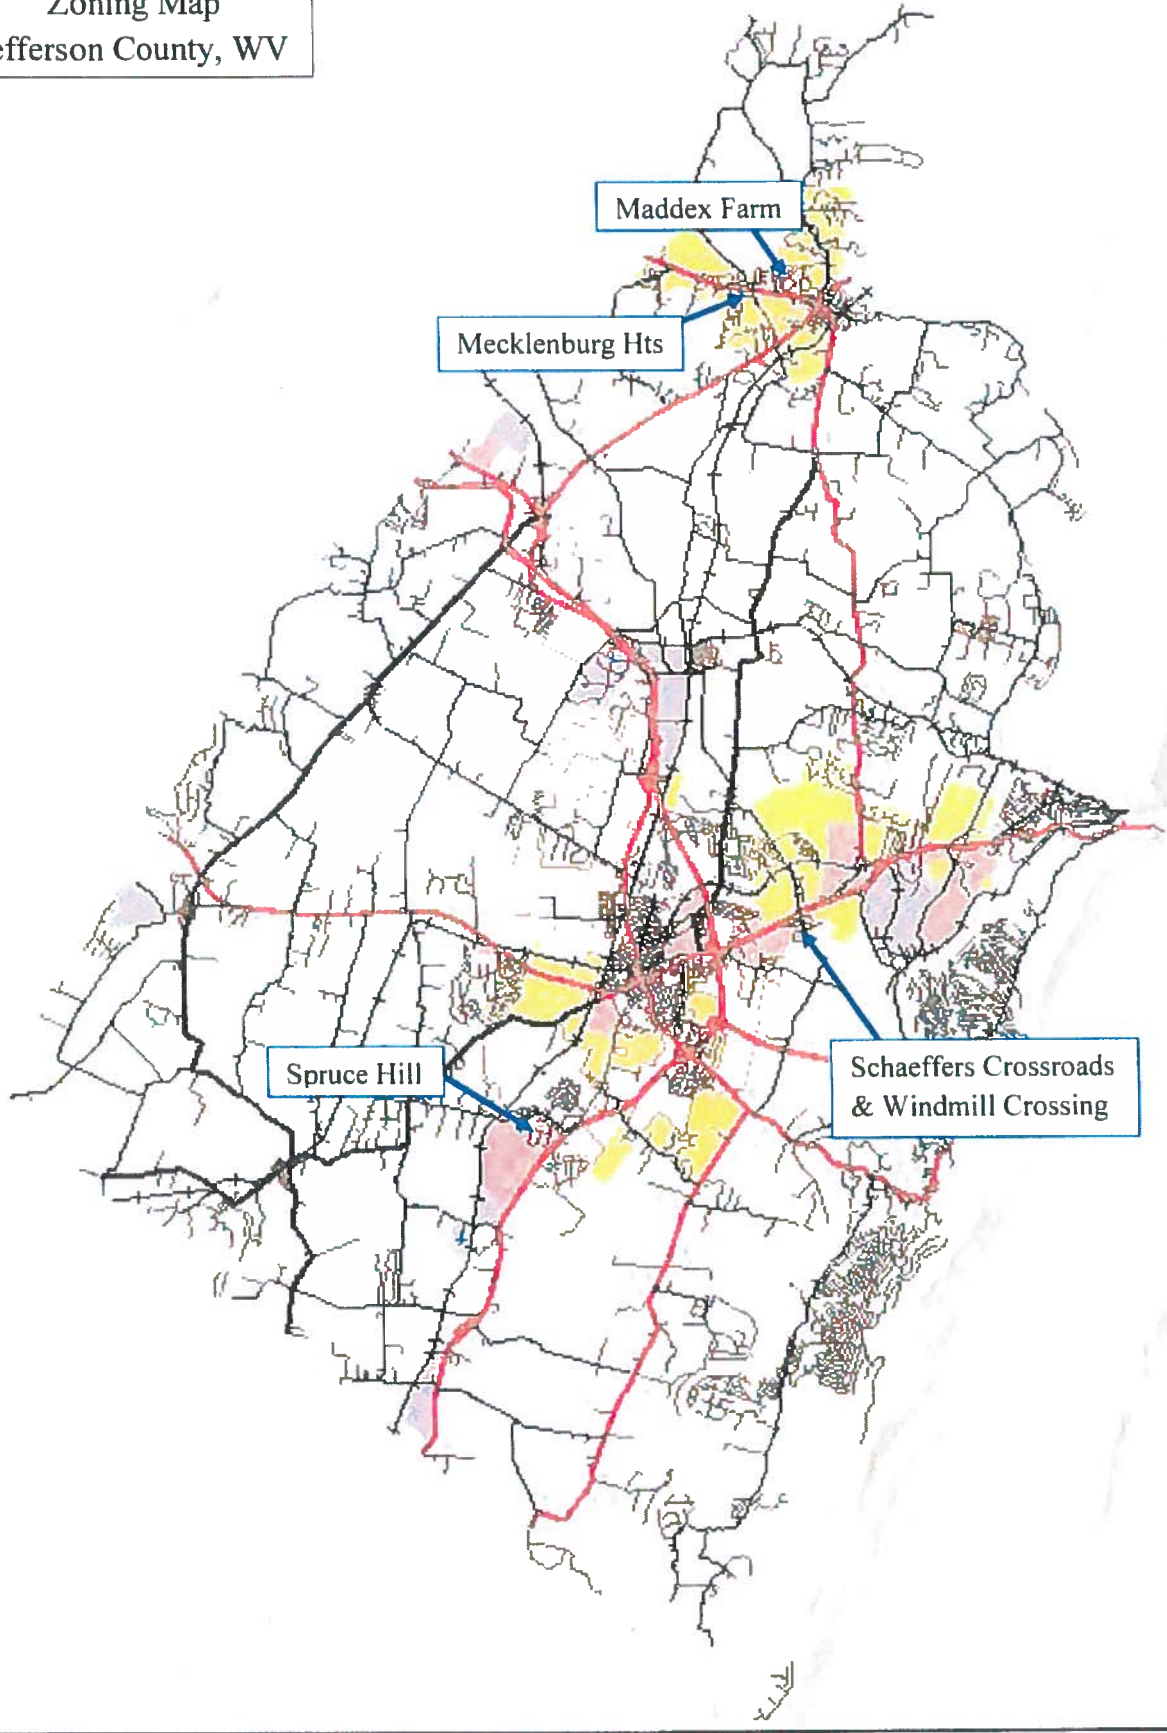 Zoning Map
efferson County, WV
Maddex Farm
Mecklenburg Hts
Spruce Hill
Schaeffers Crossroads
& Windmill Crossing